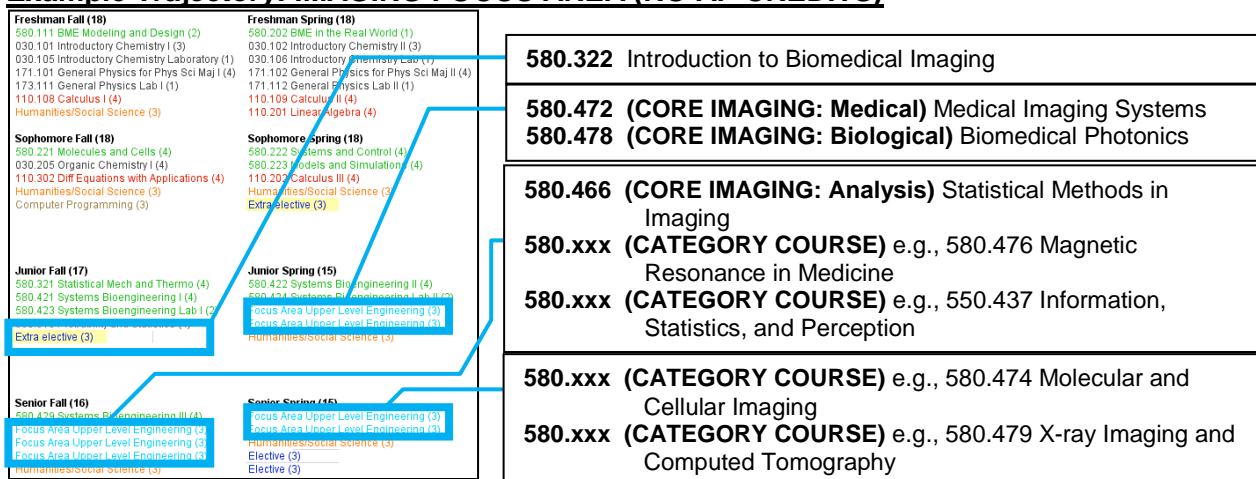 Example Trajectory: IMAGING FOCUS AREA (NO AP CREDITS)
Freshman Fall (18)
580.111 BME Modeling and Design (2)
030.101 Introductory Chemistry I (3)
030.105 Introductory Chemistry Laboratory (1)
171.101 General Physics for Phys Sci Maj I (4)
173.111 General Physics Lab I (1)
110.108 Calculus I (4)
Humanities/Social Science (3)
Freshman Spring (18)
580.202 BME in the Real World (1)
030.102 Introductory Chemistry II (3)
030.106 Introductory Chemistry Lab (1)
171.102 General Physics for Phys Sci Maj II (4)
171.112 General Physics Lab II (1)
110.109 Calculus II (4)
110.201 Linear Algebra (4)
Sophomore Fall (18)
580.221 Molecules and Cells (4)
030.205 Organic Chemistry I (4)
110.302 Diff Equations with Applications (4)
Humanities/Social Science (3)
Computer Programming (3)
Sophomore Spring (18)
580.222 Systems and Control (4)
580.223 Models and Simulations (4)
110.202 Calculus III (4)
Humanities/Social Science (3)
Extra elective (3)
Junior Fall (17)
580.321 Statistical Mech and Thermo (4)
580.421 Systems Bioengineering I (4)
580.423 Systems Bioengineering Lab I (2)
Extra elective (3)
Junior Spring (15)
580.422 Systems Bioengineering II (4)
580.424 Systems Bioengineering Lab II (2)
Focus Area Upper Level Engineering (3)
Focus Area Upper Level Engineering (3)
Humanities/Social Science (3)
Senior Fall (16)
580.429 Systems Bioengineering III (4)
Focus Area Upper Level Engineering (3)
Focus Area Upper Level Engineering (3)
Focus Area Upper Level Engineering (3)
Humanities/Social Science (3)
Senior Spring (15)
Focus Area Upper Level Engineering (3)
Focus Area Upper Level Engineering (3)
Humanities/Social Science (3)
Elective (3)
Elective (3)
580.322 Introduction to Biomedical Imaging
580.472 (CORE IMAGING: Medical) Medical Imaging Systems
580.478 (CORE IMAGING: Biological) Biomedical Photonics
580.466 (CORE IMAGING: Analysis) Statistical Methods in
Imaging
580.xxx (CATEGORY COURSE) e.g., 580.476 Magnetic
Resonance in Medicine
580.xxx (CATEGORY COURSE) e.g., 550.437 Information,
Statistics, and Perception
580.xxx (CATEGORY COURSE) e.g., 580.474 Molecular and
Cellular Imaging
580.xxx (CATEGORY COURSE) e.g., 580.479 X-ray Imaging and
Computed Tomography